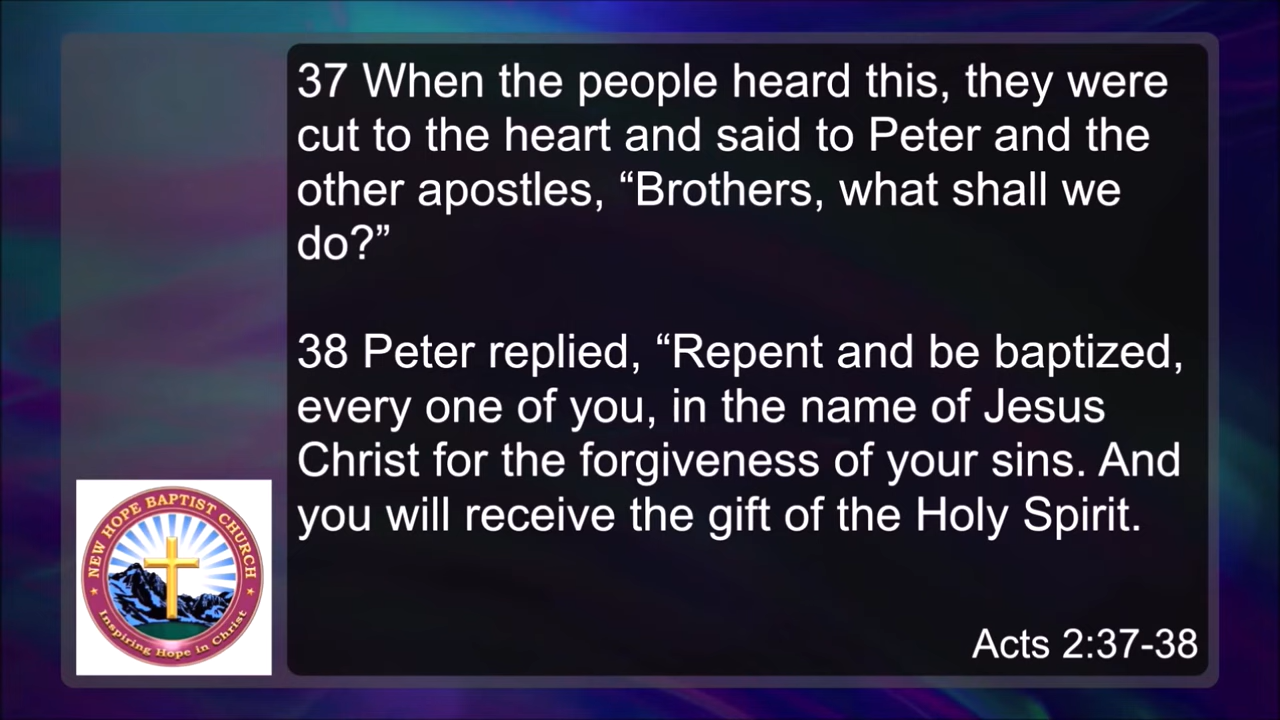 37 When the people heard this, they were
cut to the heart and said to Peter and the
other apostles, “Brothers, what shall we
do?”
38 Peter replied, “Repent and be baptized,
every one of you, in the name of Jesus
Christ for the forgiveness of your sins. And
you will receive the gift of the Holy Spirit.
Acts 2:37-38
NEW HOPE BAPTIST CHURCH
Inspiring Hope in Christ